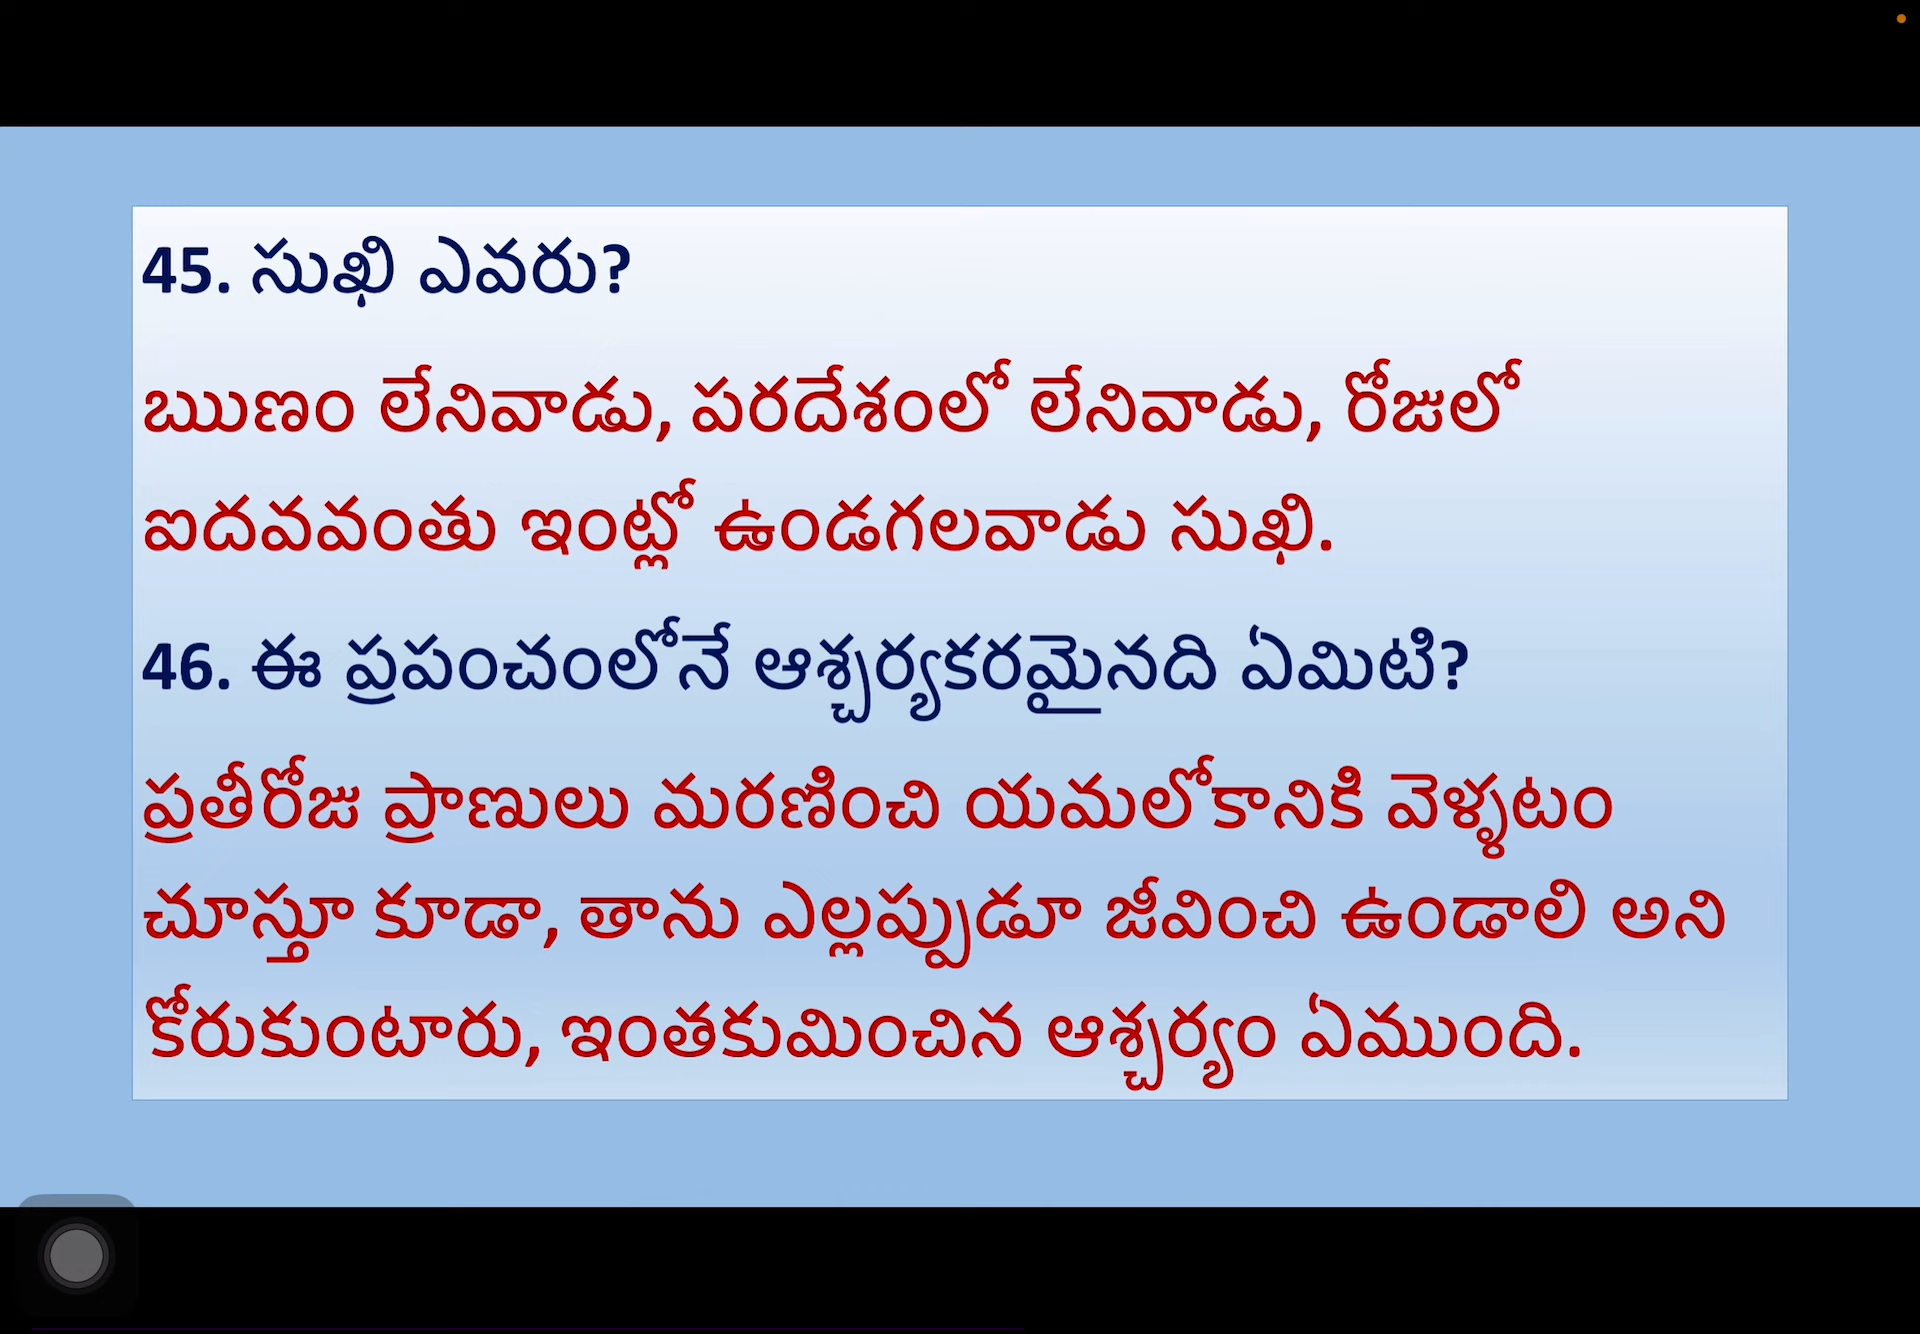 45. సుఖి ఎవరు?
ఋణం లేనివాడు, పరదేశంలో లేనివాడు, రోజులో
ఐదవవంతు ఇంట్లో ఉండగలవాడు సుఖి.
46. ఈ ప్రపంచంలోనే ఆశ్చర్యకరమైనది ఏమిటి?
ప్రతీరోజు ప్రాణులు మరణించి యమలోకానికి వెళ్ళటం
చూస్తూ కూడా, తాను ఎల్లప్పుడూ జీవించి ఉండాలి అని
కోరుకుంటారు, ఇంతకుమించిన ఆశ్చర్యం ఏముంది.